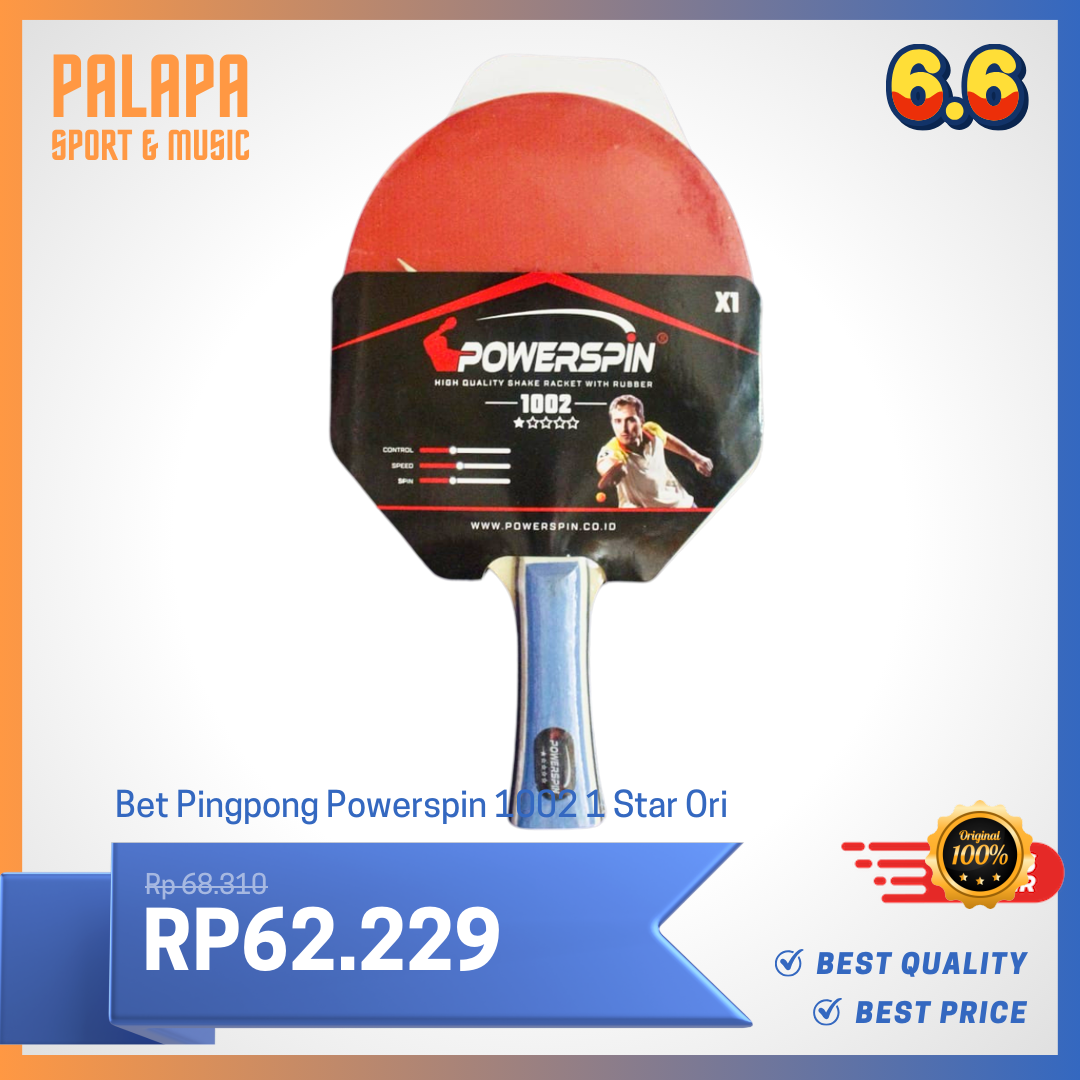 PALAPA
SPORT & MUSIC
6.6
X1
POWERSPIN®
HIGH QUALITY SHAKE RACKET WITH RUBBER
1002
CONTROL
SPEED
SPIN
WWW.POWERSPIN.CO.ID
POWERSPIN
Bet Pingpong Powerspin 1002 1 Star Ori
Rp 68.310
RP62.229
Original
100%
BEST QUALITY
BEST PRICE